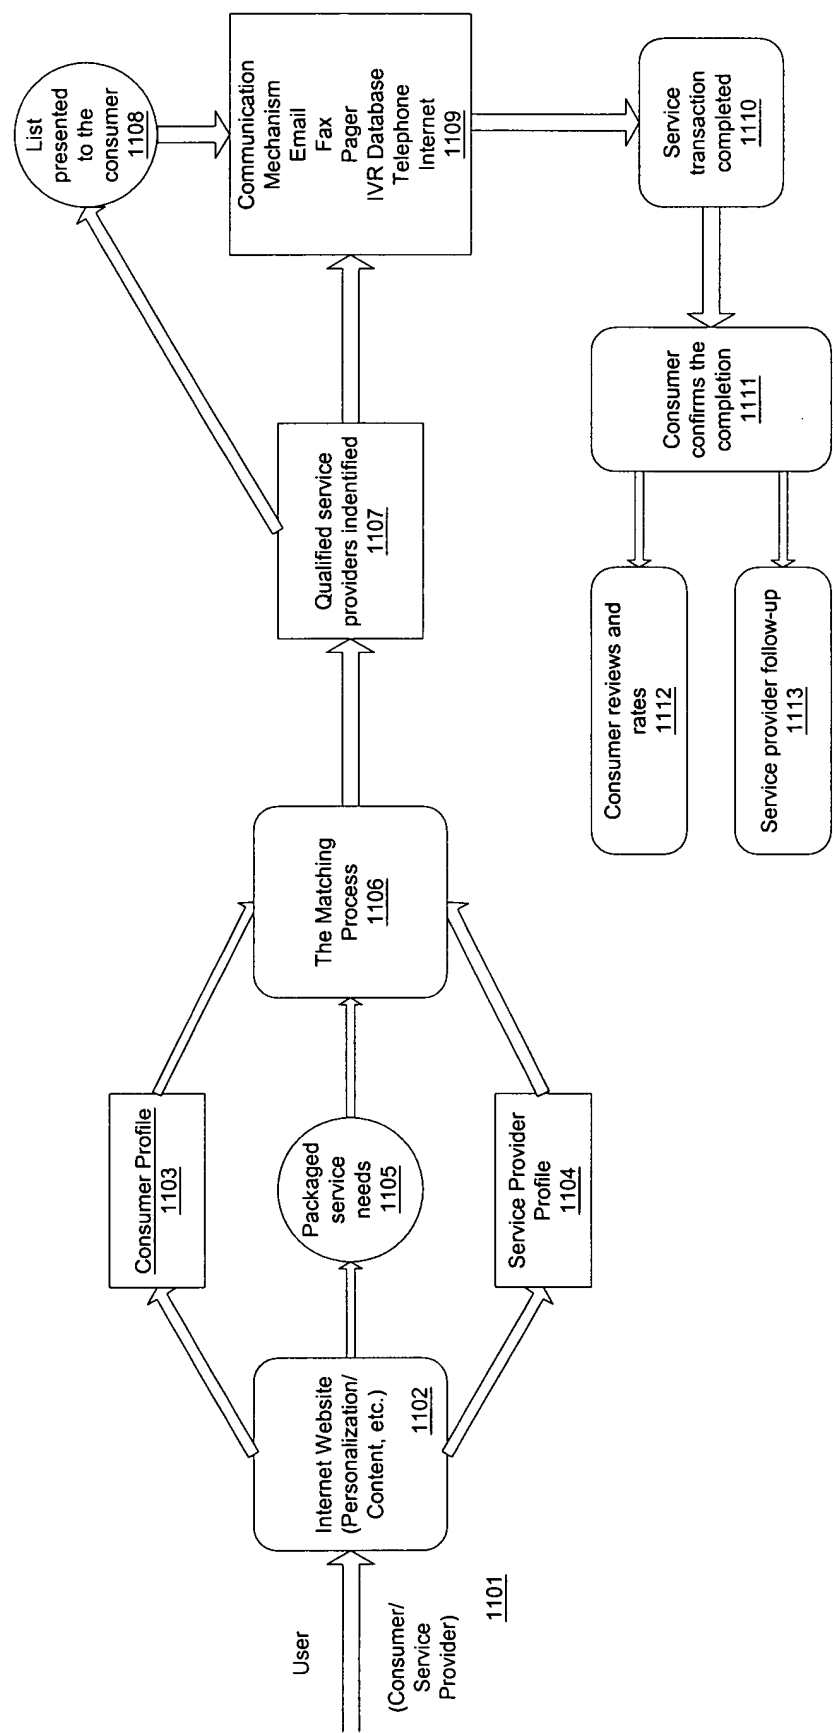 User
(Consumer/
Service
Provider)
1101
Internet Website
(Personalization/
Content, etc.)
1102
Consumer Profile
1103
Packaged
service
needs
1105
Service Provider
Profile
1104
The Matching
Process
1106
Qualified service
providers indentified
1107
List
presented
to the
consumer
1108
Communication
Mechanism
Email
Fax
Pager
IVR Database
Telephone
Internet
1109
Service
transaction
completed
1110
Consumer
confirms the
completion
1111
Consumer reviews and
rates
1112
Service provider follow-up
1113